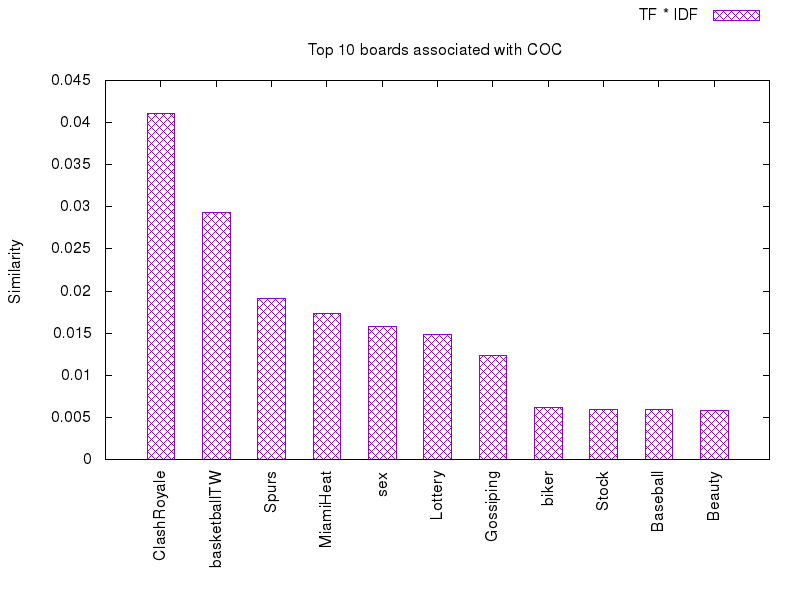 TF * IDF
Top 10 boards associated with COC
0.045
0.04
0.035
0.03
0.025
0.02
0.015
0.01
0.005
0
Similarity
ClashRoyale
basketballTW
Spurs
MiamiHeat
sex
Lottery
Gossiping
biker
Stock
Baseball
Beauty